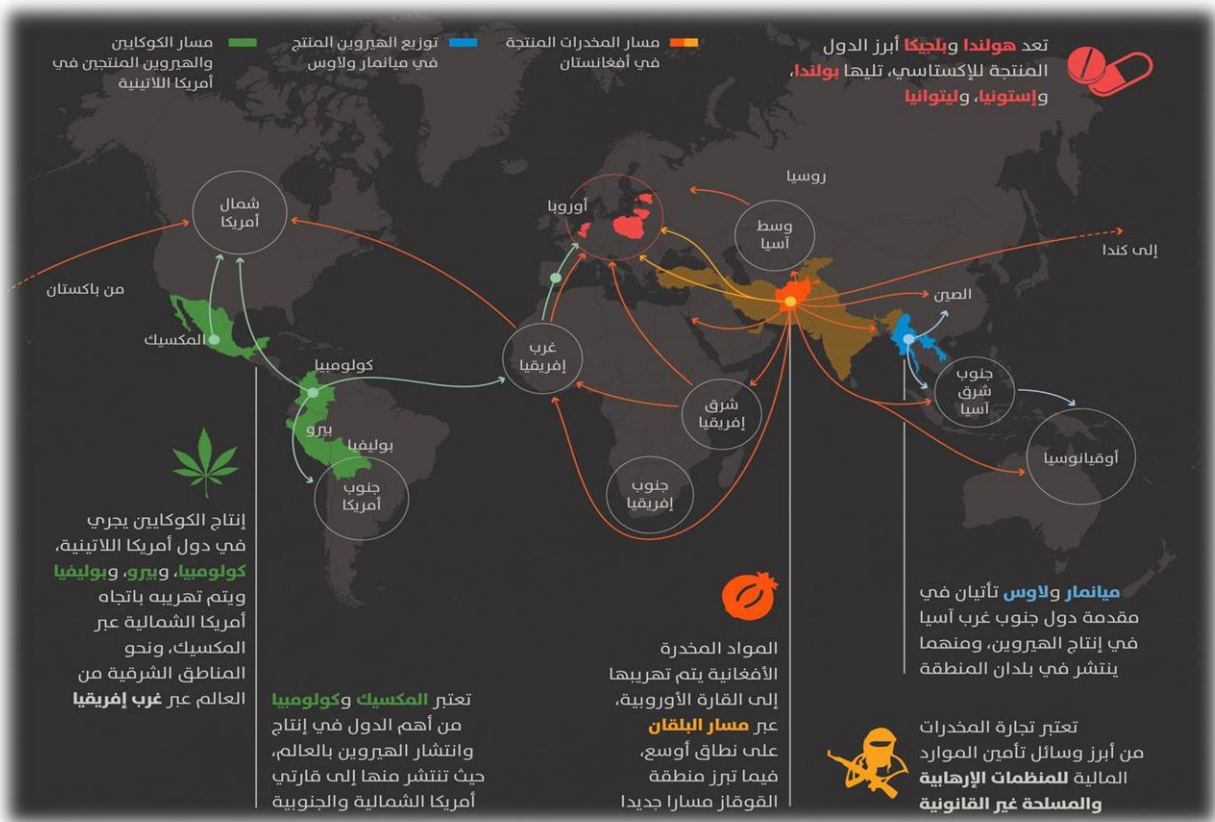 تعد هولندا وبلجيكا أبرز الدول
المنتجة للإكستاسي، تليها بولندا،
وإستونيا، وليتوانيا
مسار المخدرات المنتجة
في أفغانستان
توزيع الهيروين المنتج
في ميانمار ولاوس
مسار الكوكايين
والهيروين المنتجين في
أمريكا اللاتينية
روسيا
وسط
آسيا
أوروبا
شمال
أمريكا
إلى كندا
من باكستان
الصين
المكسيك
غرب
إفريقيا
كولومبيا
جنوب
شرق
آسيا
شرق
إفريقيا
بيرو
بوليفيا
أوقيانوسيا
جنوب
إفريقيا
جنوب
أمريكا
ميانمار ولاوس تأتيان في
مقدمة دول جنوب غرب آسيا
في إنتاج الهيروين، ومنهما
ينتشر في بلدان المنطقة
تعتبر تجارة المخدرات
من أبرز وسائل تأمين الموارد
المالية للمنظمات الإرهابية
والمسلحة غير القانونية
المواد المخدرة
الأفغانية يتم تهريبها
إلى القارة الأوروبية،
عبر مسار البلقان
على نطاق أوسع،
فيما تبرز منطقة
القوقاز مسارا جديدا
تعتبر المكسيك وكولومبيا
من أهم الدول في إنتاج
وانتشار الهيروين بالعالم،
حيث تنتشر منها إلى قارتي
أمريكا الشمالية والجنوبية
إنتاج الكوكايين يجري
في دول أمريكا اللاتينية،
كولومبيا، وبيرو، وبوليفيا
ويتم تهريبه باتجاه
أمريكا الشمالية عبر
المكسيك، ونحو
المناطق الشرقية من
العالم عبر غرب إفريقيا